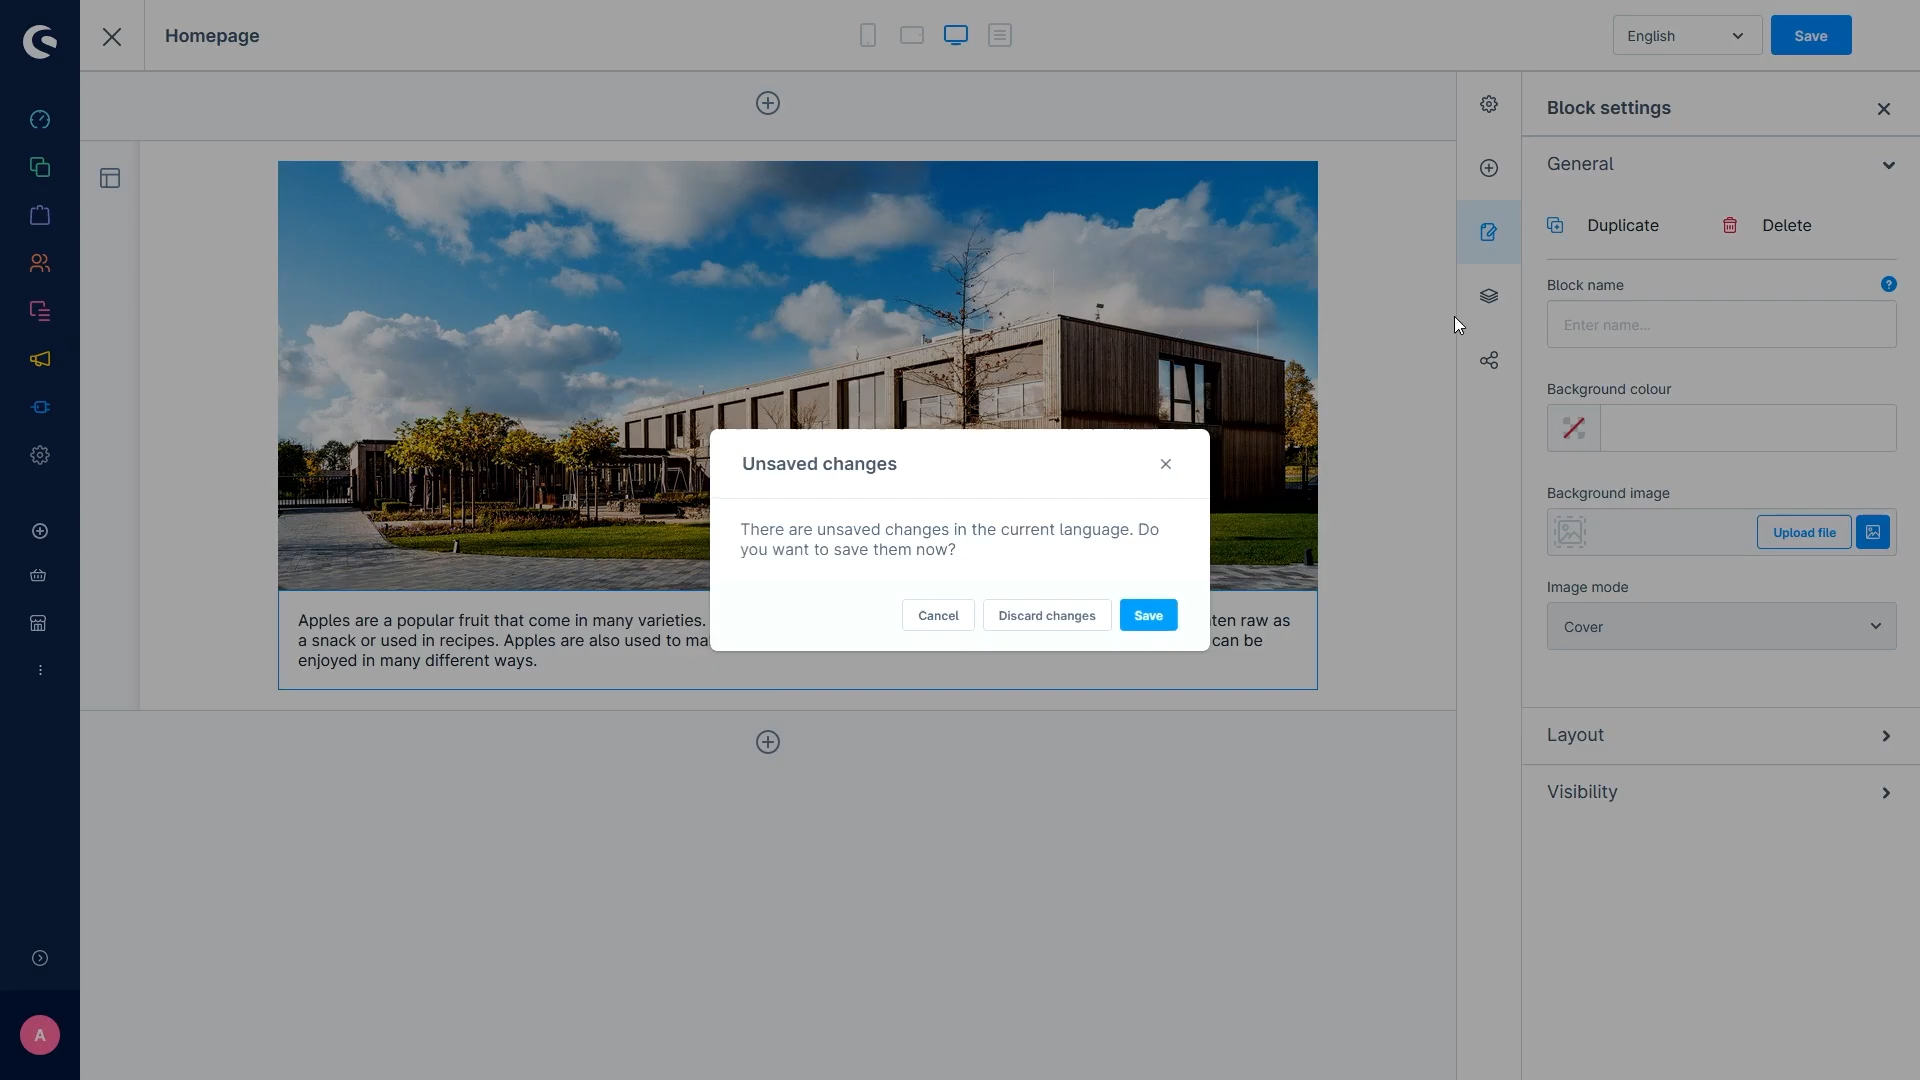 Homepage
English
Save
Block settings
General
Duplicate
Delete
Block name
?
Enter name...
Background colour
Background image
Upload file
Image mode
Cover
Layout
Visibility
Unsaved changes
There are unsaved changes in the current language. Do
you want to save them now?
Cancel
Discard changes
Save
Apples are a popular fruit that come in many varieties.
ten raw as
a snack or used in recipes. Apples are also used to ma
can be
enjoyed in many different ways.
A